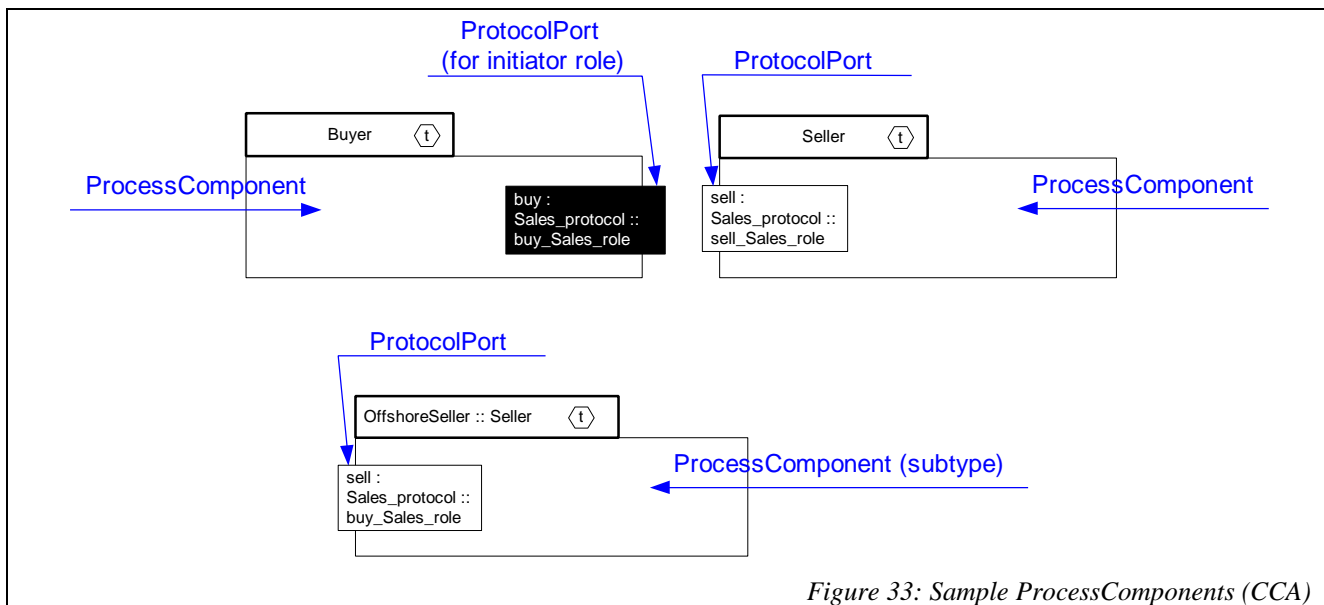 ProtocolPort
(for initiator role)
ProtocolPort
Buyer t
Seller t
ProcessComponent
ProcessComponent
buy :
Sales_protocol ::
buy_Sales_role
sell :
Sales_protocol ::
sell_Sales_role
ProtocolPort
OffshoreSeller :: Seller t
ProcessComponent (subtype)
sell :
Sales_protocol ::
buy_Sales_role
Figure 33: Sample ProcessComponents (CCA)